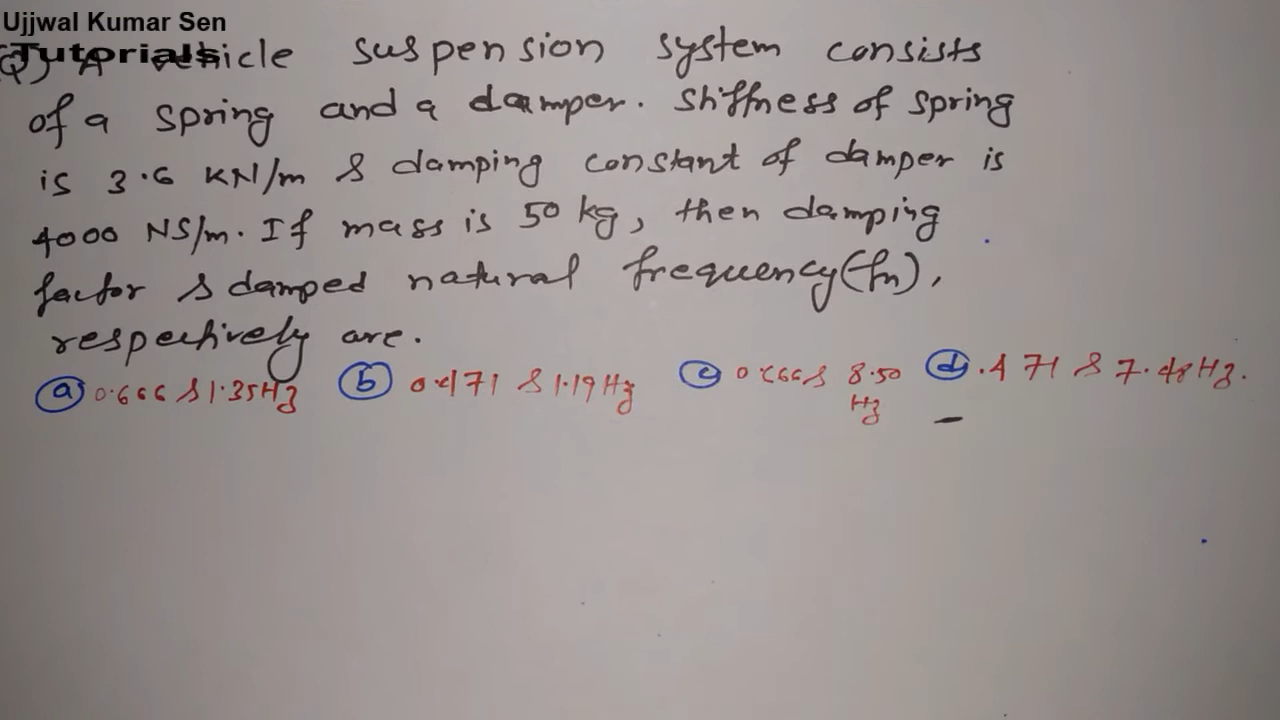 Ujjwal Kumar Sen
Tutorials
Q) A vehicle suspension system consists
of a spring and a damper. Stiffness of spring
is 3.6 KN/m & damping constant of damper is
4000 NS/m. If mass is 50 kg, then damping
factor & damped natural frequency (fn),
respectively are.
(a) 0.666 & 1.35Hz (b) 0.471 & 1.19Hz (c) 0.666 & 8.50 (d) .471 & 7.48Hz.
Hz